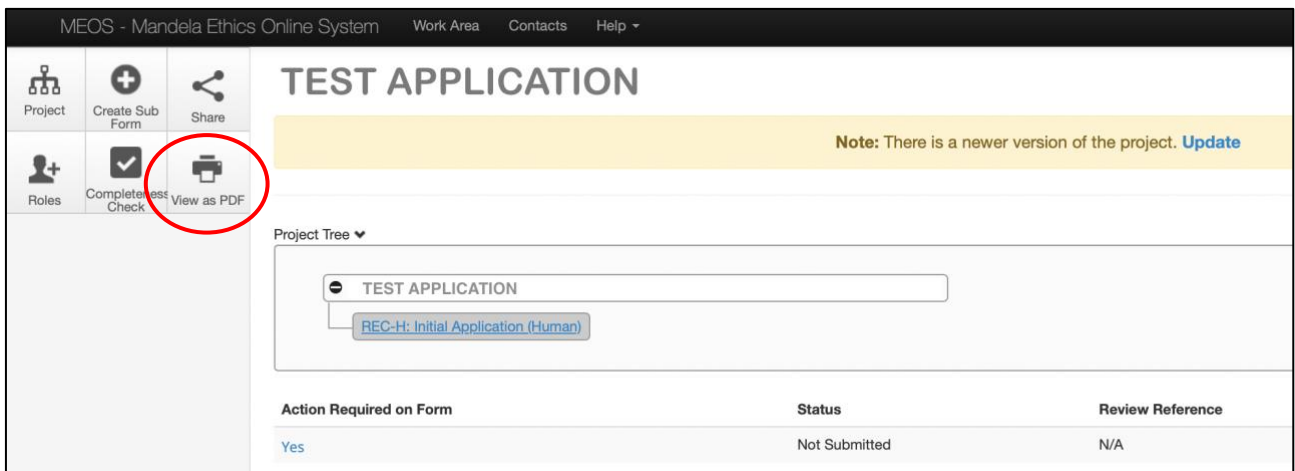 MEOS - Mandela Ethics Online System Work Area Contacts Help
Project
Create Sub Form
Share
Roles
Completeness Check
View as PDF
TEST APPLICATION
Note: There is a newer version of the project. Update
Project Tree
TEST APPLICATION
REC-H: Initial Application (Human)
Action Required on Form Status Review Reference
Yes Not Submitted N/A